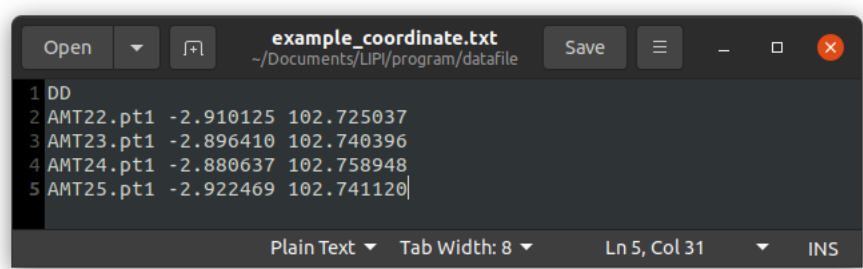 Open
example_coordinate.txt
~/Documents/LIPI/program/datafile
Save
1 DD
2 AMT22.pt1 -2.910125 102.725037
3 AMT23.pt1 -2.896410 102.740396
4 AMT24.pt1 -2.880637 102.758948
5 AMT25.pt1 -2.922469 102.741120
Plain Text Tab Width: 8 Ln 5, Col 31 INS